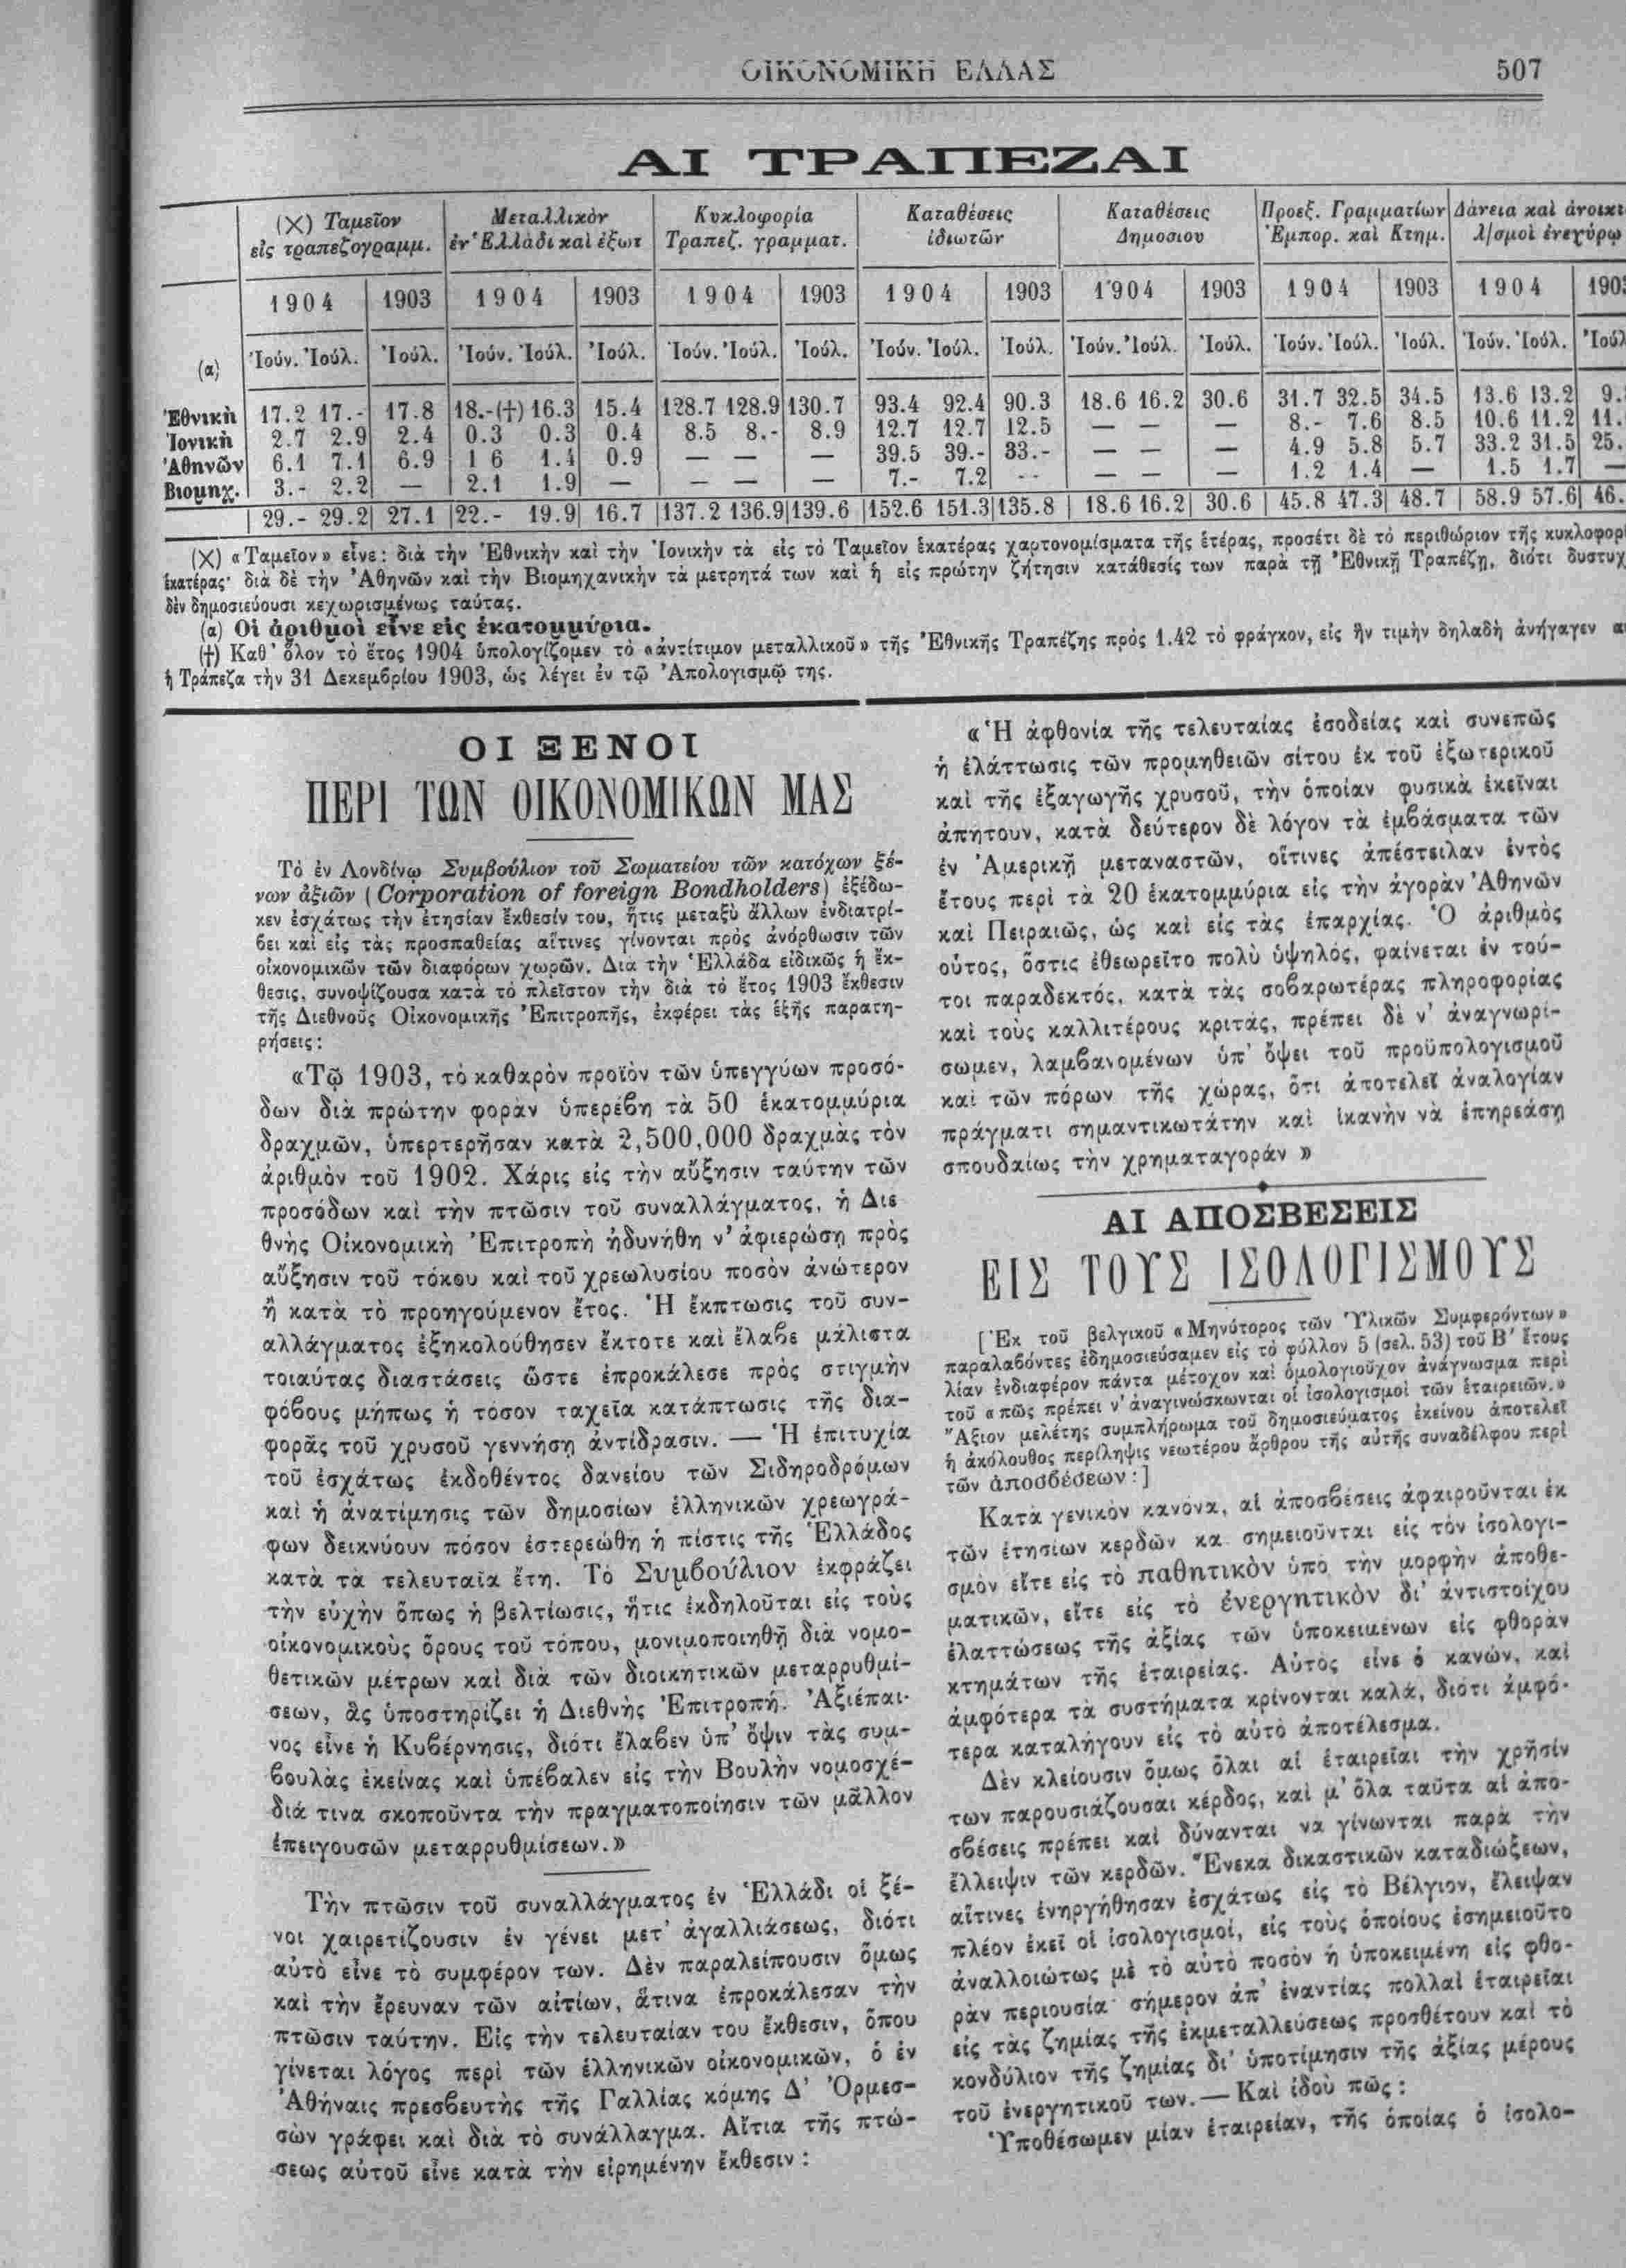 ΟΙΚΟΝΟΜΙΚΗ ΕΛΛΑΣ 507
ΑΙ ΤΡΑΠΕΖΑΙ
(Χ) Ταμεῖον Μεταλλικὸν Κυκλοφορία Καταθέσεις Καταθέσεις Προεξ. Γραμματίων Δάνεια καὶ ἀνοικτ
εἰς τραπεζογραμμ. ἐν Ἑλλάδι καὶ ἐξωτ Τραπεζ. γραμματ. ἰδιωτῶν Δημοσιου Ἐμπορ. καὶ Κτημ. λ/σμοὶ ἐνεχύρῳ
1904 1903 1904 1903 1904 1903 1904 1903 1904 1903 1904 1903 1904 190
(α) Ἰούν. Ἰούλ. Ἰούλ. Ἰούν. Ἰούλ. Ἰούλ. Ἰούν. Ἰούλ. Ἰούλ. Ἰούν. Ἰούλ. Ἰούλ. Ἰούν. Ἰούλ. Ἰούλ. Ἰούν. Ἰούλ. Ἰούλ. Ἰούν. Ἰούλ. Ἰούλ
Ἐθνικὴ 17.2 17.- 17.8 18.-(†) 16.3 15.4 128.7 128.9 130.7 93.4 92.4 90.3 18.6 16.2 30.6 31.7 32.5 34.5 13.6 13.2 9.
Ἰονικὴ 2.7 2.9 2.4 0.3 0.3 0.4 8.5 8.- 8.9 12.7 12.7 12.5 — — — 8.- 7.6 8.5 10.6 11.2 11.
Ἀθηνῶν 6.1 7.1 6.9 1 6 1.4 0.9 — — — 39.5 39.- 33.- — — — 4.9 5.8 5.7 33.2 31.5 25.
Βιομηχ. 3.- 2.2 — 2.1 1.9 — — — — 7.- 7.2 -- — — — 1.2 1.4 — 1.5 1.7 —
29.- 29.2 27.1 22.- 19.9 16.7 137.2 136.9 139.6 152.6 151.3 135.8 18.6 16.2 30.6 45.8 47.3 48.7 58.9 57.6 46.
(Χ) «Ταμεῖον» εἶνε: διὰ τὴν Ἐθνικὴν καὶ τὴν Ἰονικὴν τὰ εἰς τὸ Ταμεῖον ἑκατέρας χαρτονομίσματα τῆς ἑτέρας, προσέτι δὲ τὸ περιθώριον τῆς κυκλοφορί
ἑκατέρας· διὰ δὲ τὴν Ἀθηνῶν καὶ τὴν Βιομηχανικὴν τὰ μετρητά των καὶ ἡ εἰς πρώτην ζήτησιν κατάθεσίς των παρὰ τῇ Ἐθνικῇ Τραπέζῃ, διότι δυστυχ
δὲν δημοσιεύουσι κεχωρισμένως ταύτας.
(α) Οἱ ἀριθμοὶ εἶνε εἰς ἑκατομμύρια.
(†) Καθ' ὅλον τὸ ἔτος 1904 ὑπολογίζομεν τὸ «ἀντίτιμον μεταλλικοῦ» τῆς Ἐθνικῆς Τραπέζης πρὸς 1.42 τὸ φράγκον, εἰς ἣν τιμὴν δηλαδὴ ἀνήγαγεν α
ἡ Τράπεζα τὴν 31 Δεκεμβρίου 1903, ὡς λέγει ἐν τῷ Ἀπολογισμῷ της.
ΟΙ ΞΕΝΟΙ
ΠΕΡΙ ΤΩΝ ΟΙΚΟΝΟΜΙΚΩΝ ΜΑΣ
Τὸ ἐν Λονδίνῳ Συμβούλιον τοῦ Σωματείου τῶν κατόχων ξέ-
νων ἀξιῶν (Corporation of foreign Bondholders) ἐξέδω-
κεν ἐσχάτως τὴν ἐτησίαν ἔκθεσίν του, ἥτις μεταξὺ ἄλλων ἐνδιατρί-
βει καὶ εἰς τὰς προσπαθείας αἵτινες γίνονται πρὸς ἀνόρθωσιν τῶν
οἰκονομικῶν τῶν διαφόρων χωρῶν. Διὰ τὴν Ἑλλάδα εἰδικῶς ἡ ἔκ-
θεσις, συνοψίζουσα κατὰ τὸ πλεῖστον τὴν διὰ τὸ ἔτος 1903 ἔκθεσιν
τῆς Διεθνοῦς Οἰκονομικῆς Ἐπιτροπῆς, ἐκφέρει τὰς ἑξῆς παρατη-
ρήσεις:
«Τῷ 1903, τὸ καθαρὸν προϊὸν τῶν ὑπεγγύων προσό-
δων διὰ πρώτην φορὰν ὑπερέβη τὰ 50 ἑκατομμύρια
δραχμῶν, ὑπερτερῆσαν κατὰ 2,500,000 δραχμὰς τὸν
ἀριθμὸν τοῦ 1902. Χάρις εἰς τὴν αὔξησιν ταύτην τῶν
προσόδων καὶ τὴν πτῶσιν τοῦ συναλλάγματος, ἡ Διε
θνὴς Οἰκονομικὴ Ἐπιτροπὴ ἠδυνήθη ν' ἀφιερώσῃ πρὸς
αὔξησιν τοῦ τόκου καὶ τοῦ χρεωλυσίου ποσὸν ἀνώτερον
ἢ κατὰ τὸ προηγούμενον ἔτος. Ἡ ἔκπτωσις τοῦ συν-
αλλάγματος ἐξηκολούθησεν ἔκτοτε καὶ ἔλαβε μάλιστα
τοιαύτας διαστάσεις ὥστε ἐπροκάλεσε πρὸς στιγμὴν
φόβους μήπως ἡ τόσον ταχεῖα κατάπτωσις τῆς δια-
φορᾶς τοῦ χρυσοῦ γεννήσῃ ἀντίδρασιν. — Ἡ ἐπιτυχία
τοῦ ἐσχάτως ἐκδοθέντος δανείου τῶν Σιδηροδρόμων
καὶ ἡ ἀνατίμησις τῶν δημοσίων ἑλληνικῶν χρεωγρά-
φων δεικνύουν πόσον ἐστερεώθη ἡ πίστις τῆς Ἑλλάδος
κατὰ τὰ τελευταῖα ἔτη. Τὸ Συμβούλιον ἐκφράζει
τὴν εὐχὴν ὅπως ἡ βελτίωσις, ἥτις ἐκδηλοῦται εἰς τοὺς
οἰκονομικοὺς ὅρους τοῦ τόπου, μονιμοποιηθῇ διὰ νομο-
θετικῶν μέτρων καὶ διὰ τῶν διοικητικῶν μεταρρυθμί-
σεων, ἃς ὑποστηρίζει ἡ Διεθνὴς Ἐπιτροπή. Ἀξιέπαι-
νος εἶνε ἡ Κυβέρνησις, διότι ἔλαβεν ὑπ' ὄψιν τὰς συμ-
βουλὰς ἐκείνας καὶ ὑπέβαλεν εἰς τὴν Βουλὴν νομοσχέ-
διά τινα σκοποῦντα τὴν πραγματοποίησιν τῶν μᾶλλον
ἐπειγουσῶν μεταρρυθμίσεων.»
Τὴν πτῶσιν τοῦ συναλλάγματος ἐν Ἑλλάδι οἱ ξέ-
νοι χαιρετίζουσιν ἐν γένει μετ' ἀγαλλιάσεως, διότι
αὐτὸ εἶνε τὸ συμφέρον των. Δὲν παραλείπουσιν ὅμως
καὶ τὴν ἔρευναν τῶν αἰτίων, ἅτινα ἐπροκάλεσαν τὴν
πτῶσιν ταύτην. Εἰς τὴν τελευταίαν του ἔκθεσιν, ὅπου
γίνεται λόγος περὶ τῶν ἑλληνικῶν οἰκονομικῶν, ὁ ἐν
Ἀθήναις πρεσβευτὴς τῆς Γαλλίας κόμης Δ' Ὀρμεσ-
σὼν γράφει καὶ διὰ τὸ συνάλλαγμα. Αἴτια τῆς πτώ-
σεως αὐτοῦ εἶνε κατὰ τὴν εἰρημένην ἔκθεσιν:
«Ἡ ἀφθονία τῆς τελευταίας ἐσοδείας καὶ συνεπῶς
ἡ ἐλάττωσις τῶν προμηθειῶν σίτου ἐκ τοῦ ἐξωτερικοῦ
καὶ τῆς ἐξαγωγῆς χρυσοῦ, τὴν ὁποίαν φυσικὰ ἐκεῖναι
ἀπῄτουν, κατὰ δεύτερον δὲ λόγον τὰ ἐμβάσματα τῶν
ἐν Ἀμερικῇ μεταναστῶν, οἵτινες ἀπέστειλαν ἐντὸς
ἔτους περὶ τὰ 20 ἑκατομμύρια εἰς τὴν ἀγορὰν Ἀθηνῶν
καὶ Πειραιῶς, ὡς καὶ εἰς τὰς ἐπαρχίας. Ὁ ἀριθμὸς
οὗτος, ὅστις ἐθεωρεῖτο πολὺ ὑψηλός, φαίνεται ἐν τού-
τοι παραδεκτός, κατὰ τὰς σοβαρωτέρας πληροφορίας
καὶ τοὺς καλλιτέρους κριτάς, πρέπει δὲ ν' ἀναγνωρί-
σωμεν, λαμβανομένων ὑπ' ὄψει τοῦ προϋπολογισμοῦ
καὶ τῶν πόρων τῆς χώρας, ὅτι ἀποτελεῖ ἀναλογίαν
πράγματι σημαντικωτάτην καὶ ἱκανὴν νὰ ἐπηρεάσῃ
σπουδαίως τὴν χρηματαγοράν »
ΑΙ ΑΠΟΣΒΕΣΕΙΣ
ΕΙΣ ΤΟΥΣ ΙΣΟΛΟΓΙΣΜΟΥΣ
[Ἐκ τοῦ βελγικοῦ «Μηνύτορος τῶν Ὑλικῶν Συμφερόντων»
παραλαβόντες ἐδημοσιεύσαμεν εἰς τὸ φύλλον 5 (σελ. 53) τοῦ Β' ἔτους
λίαν ἐνδιαφέρον πάντα μέτοχον καὶ ὁμολογιοῦχον ἀνάγνωσμα περὶ
τοῦ «πῶς πρέπει ν' ἀναγινώσκωνται οἱ ἰσολογισμοὶ τῶν ἑταιρειῶν.»
Ἄξιον μελέτης συμπλήρωμα τοῦ δημοσιεύματος ἐκείνου ἀποτελεῖ
ἡ ἀκόλουθος περίληψις νεωτέρου ἄρθρου τῆς αὐτῆς συναδέλφου περὶ
τῶν ἀποσβέσεων:]
Κατὰ γενικὸν κανόνα, αἱ ἀποσβέσεις ἀφαιροῦνται ἐκ
τῶν ἐτησίων κερδῶν κα σημειοῦνται εἰς τὸν ἰσολογι-
σμὸν εἴτε εἰς τὸ παθητικὸν ὑπὸ τὴν μορφὴν ἀποθε-
ματικῶν, εἴτε εἰς τὸ ἐνεργητικὸν δι' ἀντιστοίχου
ἐλαττώσεως τῆς ἀξίας τῶν ὑποκειμένων εἰς φθορὰν
κτημάτων τῆς ἑταιρείας. Αὐτὸς εἶνε ὁ κανών, καὶ
ἀμφότερα τὰ συστήματα κρίνονται καλά, διότι ἀμφό-
τερα καταλήγουν εἰς τὸ αὐτὸ ἀποτέλεσμα.
Δὲν κλείουσιν ὅμως ὅλαι αἱ ἑταιρεῖαι τὴν χρῆσίν
των παρουσιάζουσαι κέρδος, καὶ μ' ὅλα ταῦτα αἱ ἀπο-
σβέσεις πρέπει καὶ δύνανται να γίνωνται παρὰ τὴν
ἔλλειψιν τῶν κερδῶν. Ἕνεκα δικαστικῶν καταδιώξεων,
αἵτινες ἐνηργήθησαν ἐσχάτως εἰς τὸ Βέλγιον, ἔλειψαν
πλέον ἐκεῖ οἱ ἰσολογισμοί, εἰς τοὺς ὁποίους ἐσημειοῦτο
ἀναλλοιώτως μὲ τὸ αὐτὸ ποσὸν ἡ ὑποκειμένη εἰς φθο-
ρὰν περιουσία· σήμερον ἀπ' ἐναντίας πολλαὶ ἑταιρεῖαι
εἰς τὰς ζημίας τῆς ἐκμεταλλεύσεως προσθέτουν καὶ τὸ
κονδύλιον τῆς ζημίας δι' ὑποτίμησιν τῆς ἀξίας μέρους
τοῦ ἐνεργητικοῦ των. — Καὶ ἰδοὺ πῶς:
Ὑποθέσωμεν μίαν ἑταιρείαν, τῆς ὁποίας ὁ ἰσολο-